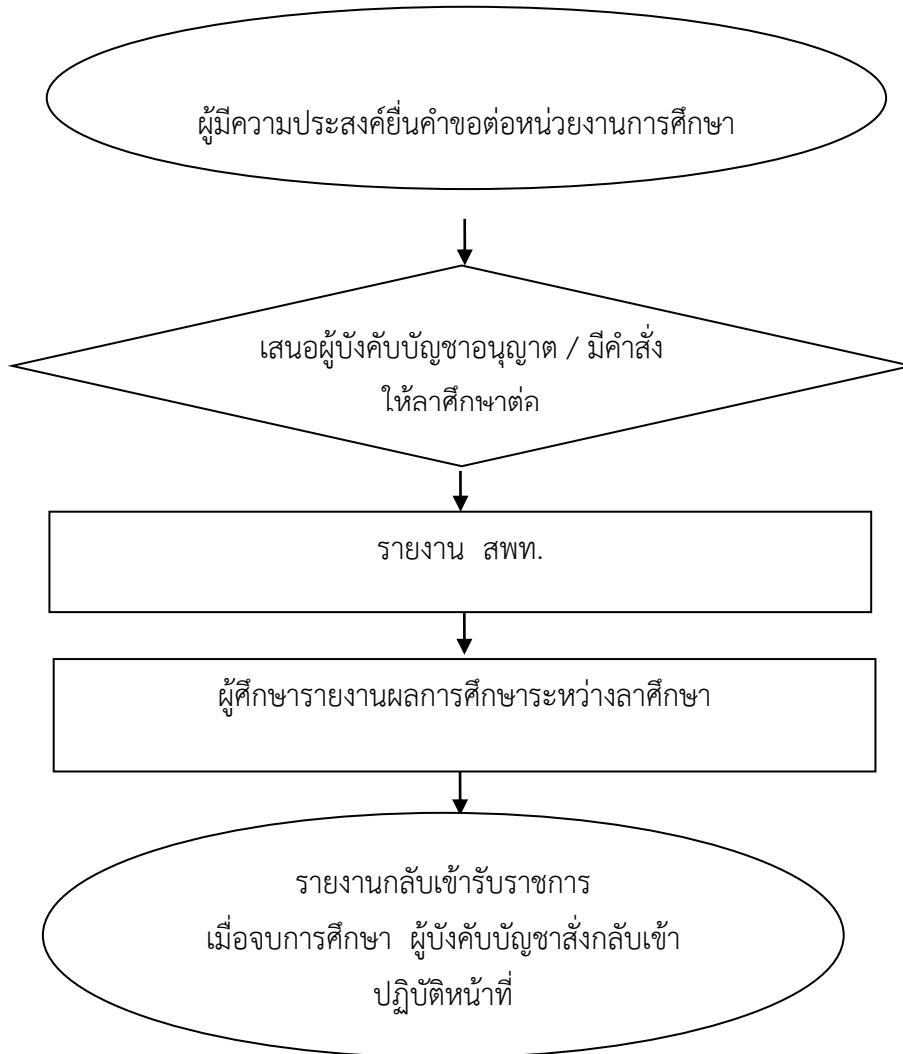 ผู้มีความประสงค์ยื่นคำขอต่อหน่วยงานการศึกษา
เสนอผู้บังคับบัญชาอนุญาต / มีคำสั่ง
ให้ลาศึกษาต่อ
รายงาน สพท.
ผู้ศึกษารายงานผลการศึกษาระหว่างลาศึกษา
รายงานกลับเข้ารับราชการ
เมื่อจบการศึกษา ผู้บังคับบัญชาสั่งกลับเข้า
ปฏิบัติหน้าที่